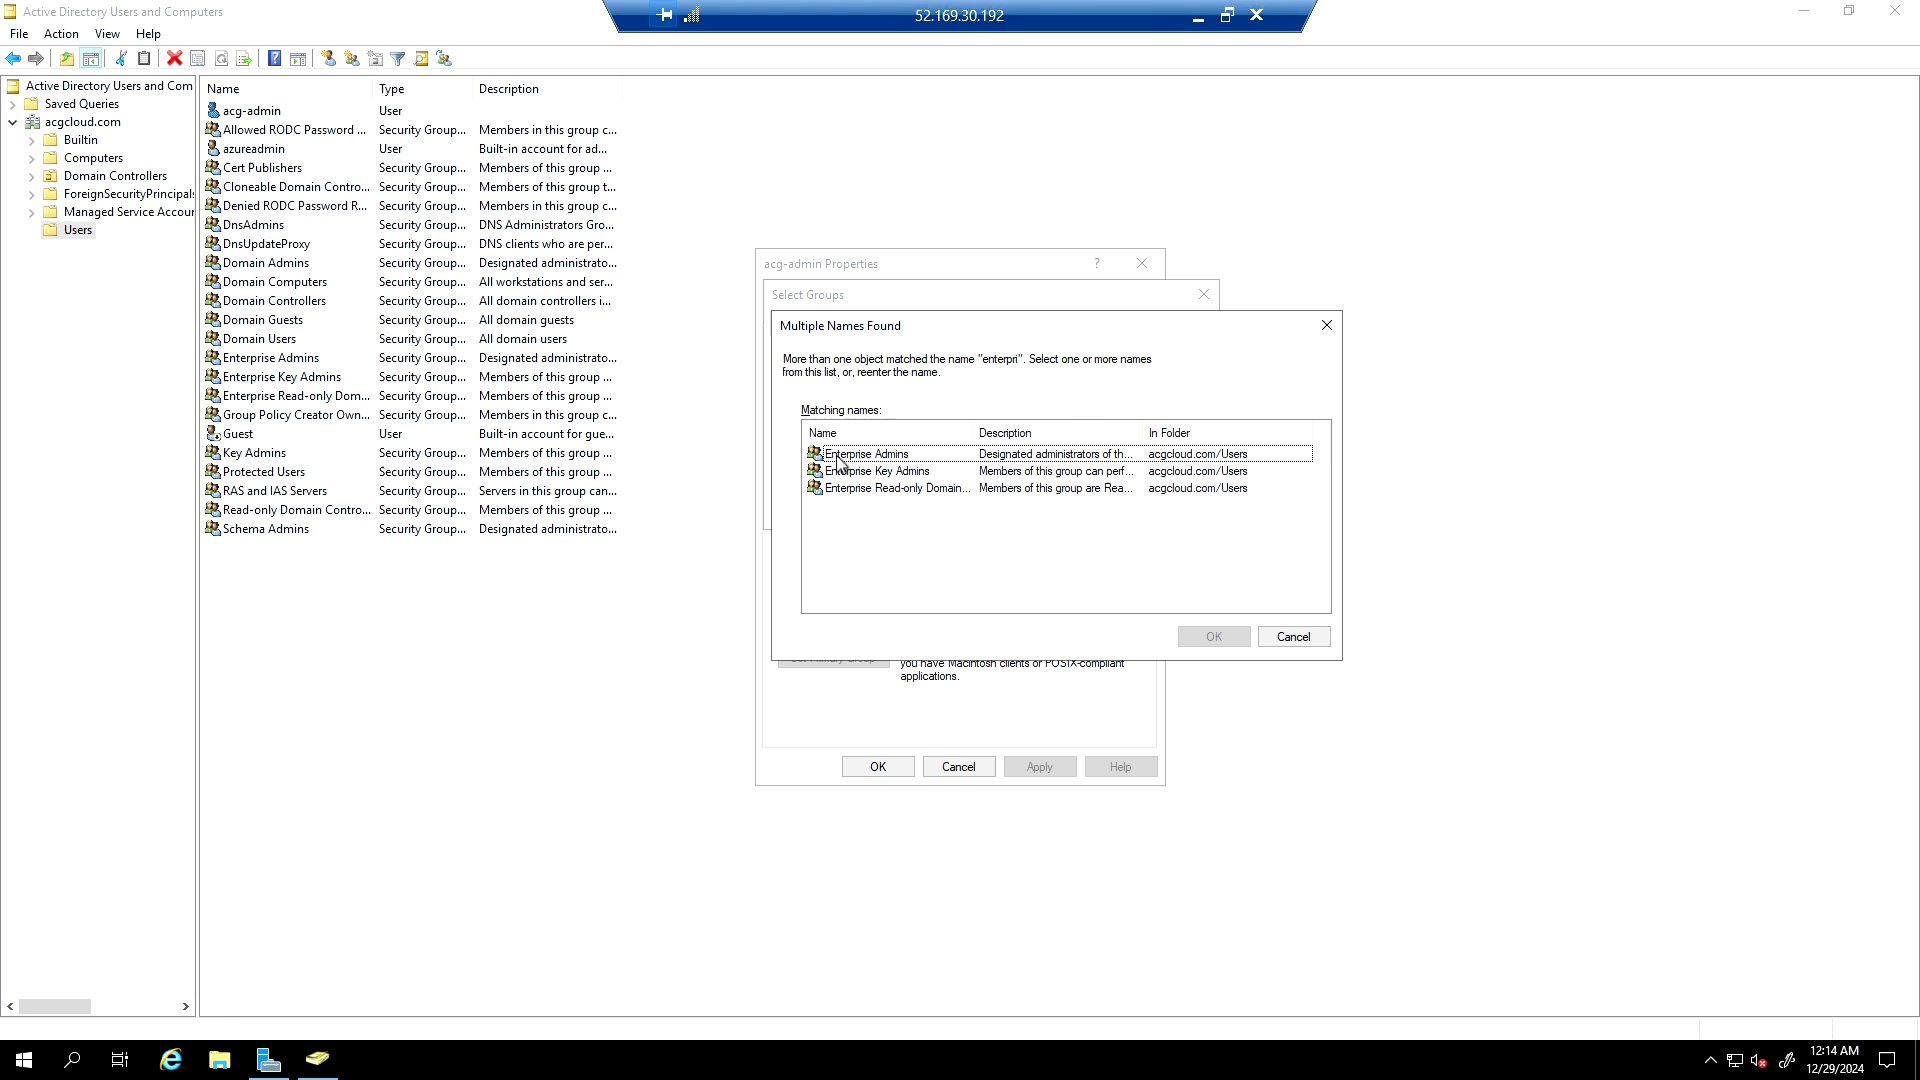 Active Directory Users and Computers
52.169.30.192
File Action View Help
Active Directory Users and Com
Saved Queries
acgcloud.com
Builtin
Computers
Domain Controllers
ForeignSecurityPrincipals
Managed Service Accour
Users
Name Type Description
acg-admin User
Allowed RODC Password ... Security Group... Members in this group c...
azureadmin User Built-in account for ad...
Cert Publishers Security Group... Members of this group ...
Cloneable Domain Contro... Security Group... Members of this group t...
Denied RODC Password R... Security Group... Members in this group c...
DnsAdmins Security Group... DNS Administrators Gro...
DnsUpdateProxy Security Group... DNS clients who are per...
Domain Admins Security Group... Designated administrato...
Domain Computers Security Group... All workstations and ser...
Domain Controllers Security Group... All domain controllers i...
Domain Guests Security Group... All domain guests
Domain Users Security Group... All domain users
Enterprise Admins Security Group... Designated administrato...
Enterprise Key Admins Security Group... Members of this group ...
Enterprise Read-only Dom... Security Group... Members of this group ...
Group Policy Creator Own... Security Group... Members in this group c...
Guest User Built-in account for gue...
Key Admins Security Group... Members of this group ...
Protected Users Security Group... Members of this group ...
RAS and IAS Servers Security Group... Servers in this group can...
Read-only Domain Contro... Security Group... Members of this group ...
Schema Admins Security Group... Designated administrato...
acg-admin Properties ?
Select Groups
Multiple Names Found
More than one object matched the name "enterpri". Select one or more names
from this list, or, reenter the name.
Matching names:
Name Description In Folder
Enterprise Admins Designated administrators of th... acgcloud.com/Users
Enterprise Key Admins Members of this group can perf... acgcloud.com/Users
Enterprise Read-only Domain... Members of this group are Rea... acgcloud.com/Users
OK Cancel
you have Macintosh clients or POSIX-compliant
applications.
OK Cancel Apply Help
12:14 AM
12/29/2024